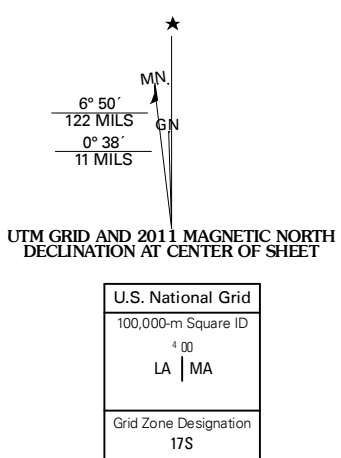 ★
MN
6° 50´
122 MILS
GN
0° 38´
11 MILS
UTM GRID AND 2011 MAGNETIC NORTH
DECLINATION AT CENTER OF SHEET
U.S. National Grid
100,000-m Square ID
4 00
LA MA
Grid Zone Designation
17S